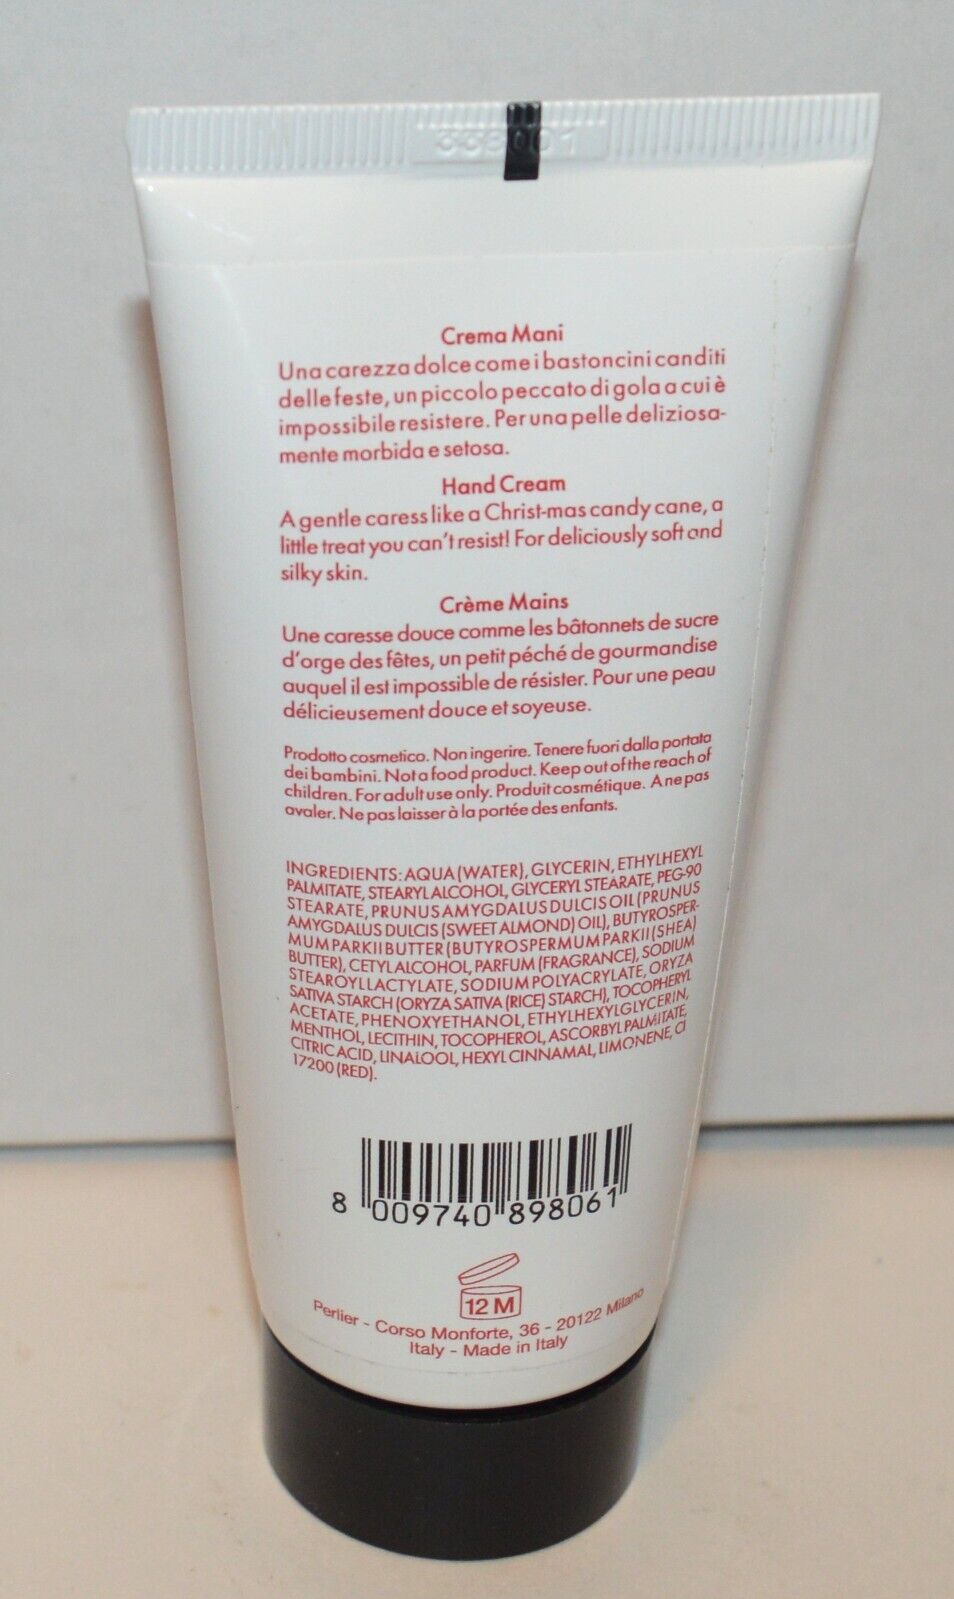 Crema Mani
Una carezza dolce come i bastoncini canditi
delle feste, un piccolo peccato di gola a cui è
impossibile resistere. Per una pelle deliziosa-
mente morbida e setosa.
Hand Cream
A gentle caress like a Christ-mas candy cane, a
little treat you can't resist! For deliciously soft and
silky skin.
Crème Mains
Une caresse douce comme les bâtonnets de sucre
d'orge des fêtes, un petit péché de gourmandise
auquel il est impossible de résister. Pour une peau
délicieusement douce et soyeuse.
Prodotto cosmetico. Non ingerire. Tenere fuori dalla portata
dei bambini. Not a food product. Keep out of the reach of
children. For adult use only. Produit cosmétique. A ne pas
avaler. Ne pas laisser à la portée des enfants.
INGREDIENTS: AQUA (WATER), GLYCERIN, ETHYLHEXYL
PALMITATE, STEARYL ALCOHOL, GLYCERYL STEARATE, PEG-90
STEARATE, PRUNUS AMYGDALUS DULCIS OIL (PRUNUS
AMYGDALUS DULCIS (SWEET ALMOND) OIL), BUTYROSPER-
MUM PARKII BUTTER (BUTYROSPERMUM PARKII (SHEA)
BUTTER), CETYL ALCOHOL, PARFUM (FRAGRANCE), SODIUM
STEAROYL LACTYLATE, SODIUM POLYACRYLATE, ORYZA
SATIVA STARCH (ORYZA SATIVA (RICE) STARCH), TOCOPHERYL
ACETATE, PHENOXYETHANOL, ETHYLHEXYLGLYCERIN,
MENTHOL, LECITHIN, TOCOPHEROL, ASCORBYL PALMITATE,
CITRIC ACID, LINALOOL, HEXYL CINNAMAL, LIMONENE, CI
17200 (RED).
8 009740 898061
12 M
Perlier - Corso Monforte, 36 - 20122 Milano
Italy - Made in Italy